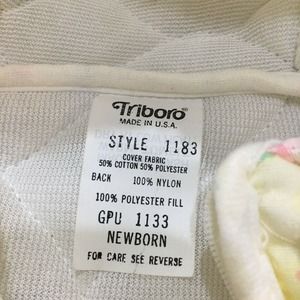 Triboro®
MADE IN U.S.A.
STYLE 1183
COVER FABRIC
50% COTTON 50% POLYESTER
BACK 100% NYLON
100% POLYESTER FILL
GPU 1133
NEWBORN
FOR CARE SEE REVERSE